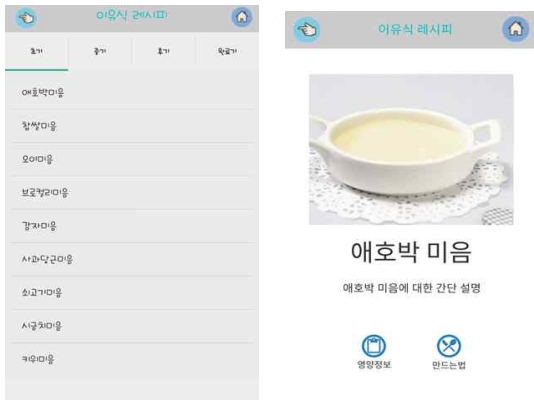 이유식 레시피
초기 중기 후기 완료기
애호박미음
찹쌀미음
오이미음
브로컬리미음
감자미음
사과당근미음
쇠고기미음
시금치미음
키위미음
이유식 레시피
애호박 미음
애호박 미음에 대한 간단 설명
영양정보 만드는법